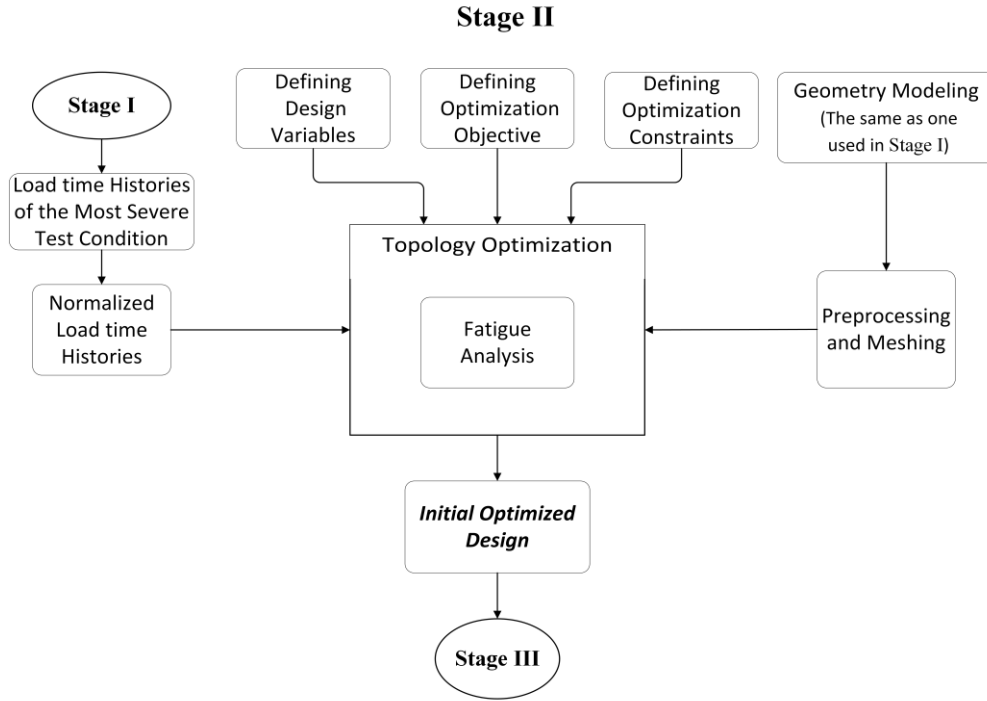 Stage II
Stage I
Load time Histories
of the Most Severe
Test Condition
Normalized
Load time
Histories
Defining
Design
Variables
Defining
Optimization
Objective
Defining
Optimization
Constraints
Geometry Modeling
(The same as one
used in Stage I)
Topology Optimization
Fatigue
Analysis
Preprocessing
and Meshing
Initial Optimized
Design
Stage III